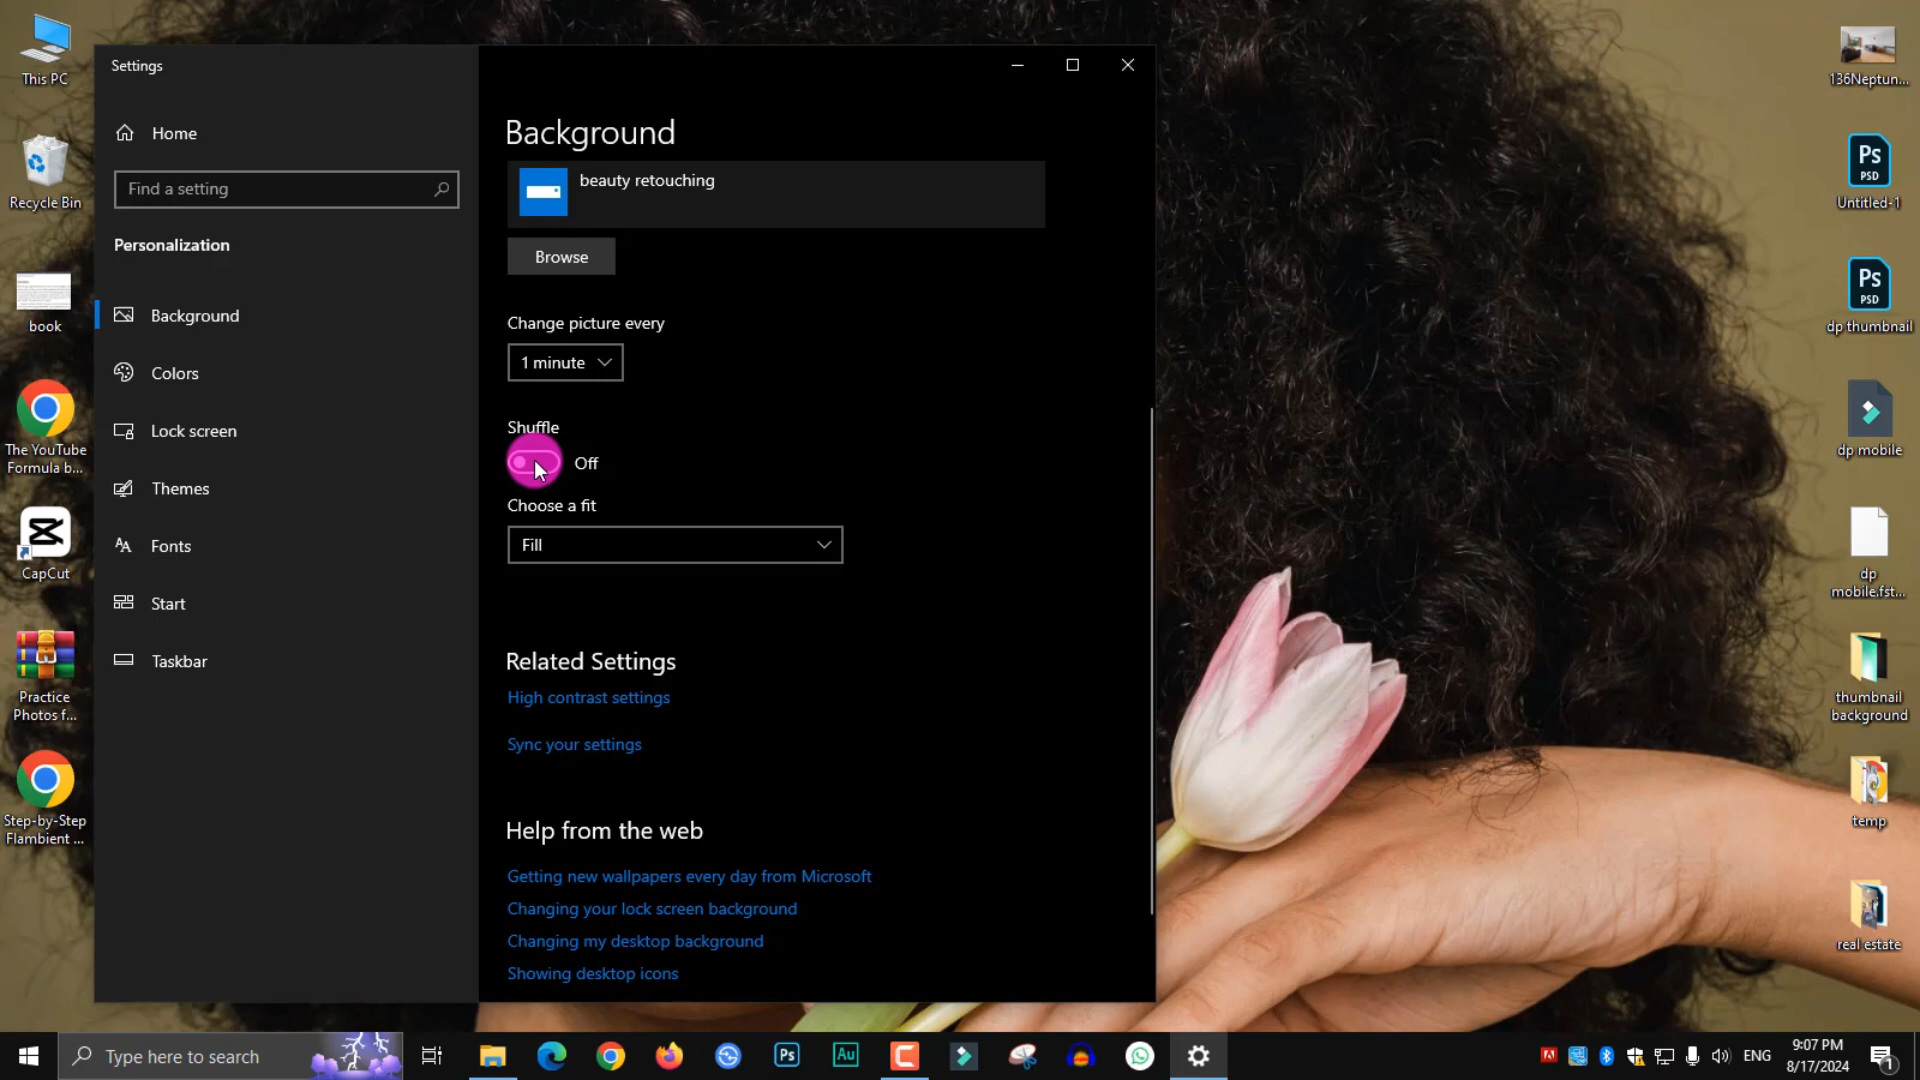 This PC
Recycle Bin
book
The YouTube
Formula b...
CapCut
Practice
Photos f...
Step-by-Step
Flambient ...
Settings
Home
Find a setting
Personalization
Background
Colors
Lock screen
Themes
Fonts
Start
Taskbar
Background
beauty retouching
Browse
Change picture every
1 minute
Shuffle
Off
Choose a fit
Fill
Related Settings
High contrast settings
Sync your settings
Help from the web
Getting new wallpapers every day from Microsoft
Changing your lock screen background
Changing my desktop background
Showing desktop icons
136Neptun...
Ps
PSD
Untitled-1
Ps
PSD
dp thumbnail
dp mobile
dp
mobile.fst...
thumbnail
background
temp
real estate
Type here to search
Ps
Au
ENG
9:07 PM
8/17/2024
1